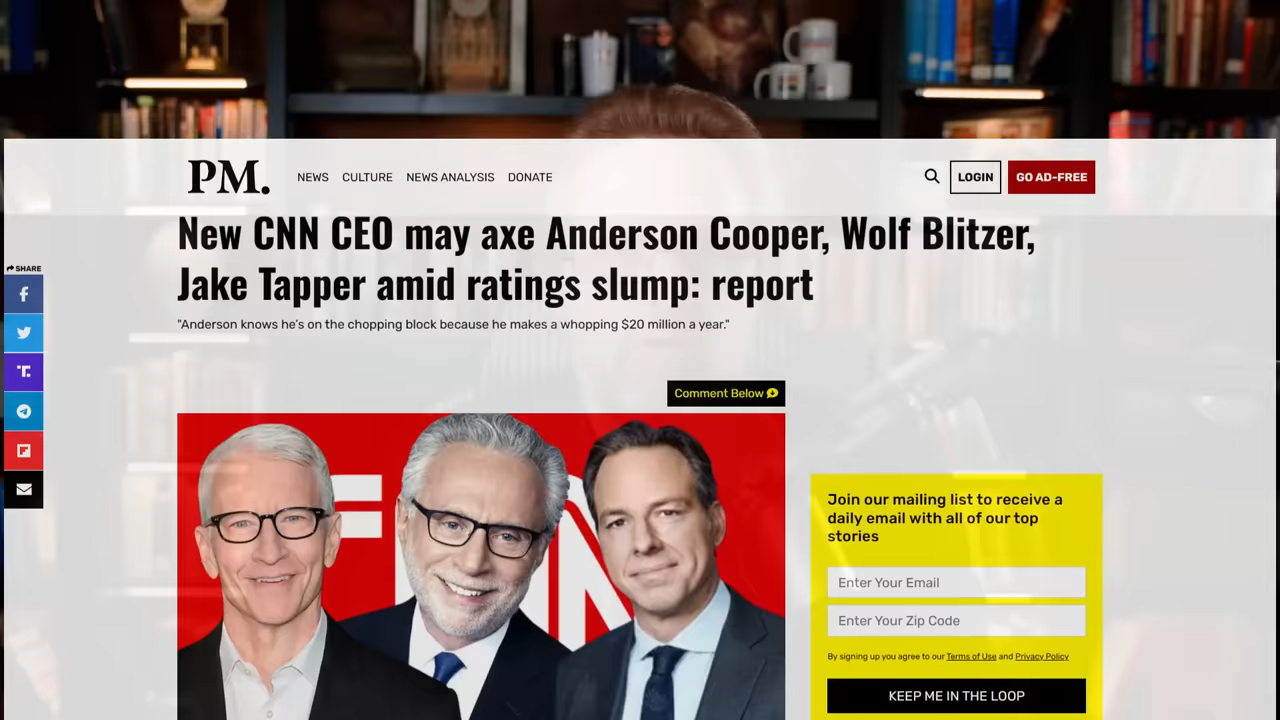 PM.
NEWS CULTURE NEWS ANALYSIS DONATE
LOGIN
GO AD-FREE
New CNN CEO may axe Anderson Cooper, Wolf Blitzer,
Jake Tapper amid ratings slump: report
"Anderson knows he’s on the chopping block because he makes a whopping $20 million a year."
SHARE
Comment Below
Join our mailing list to receive a
daily email with all of our top
stories
Enter Your Email
Enter Your Zip Code
By signing up you agree to our Terms of Use and Privacy Policy
KEEP ME IN THE LOOP